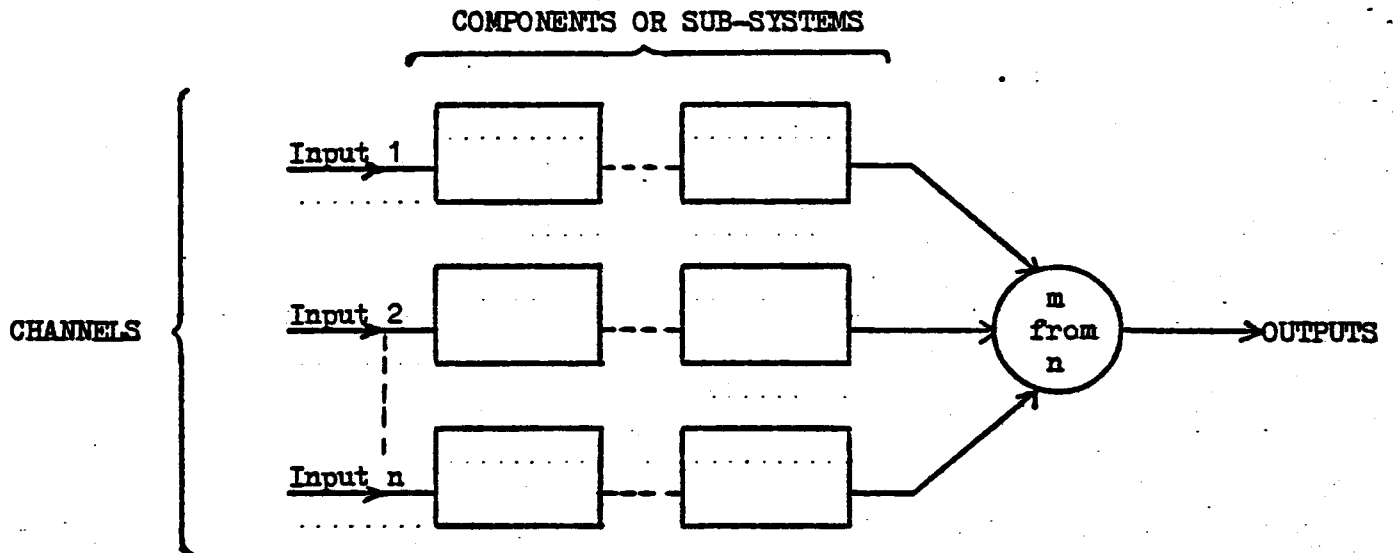 COMPONENTS OR SUB-SYSTEMS
Input 1
Input 2
CHANNELS
m
from
n
OUTPUTS
Input n